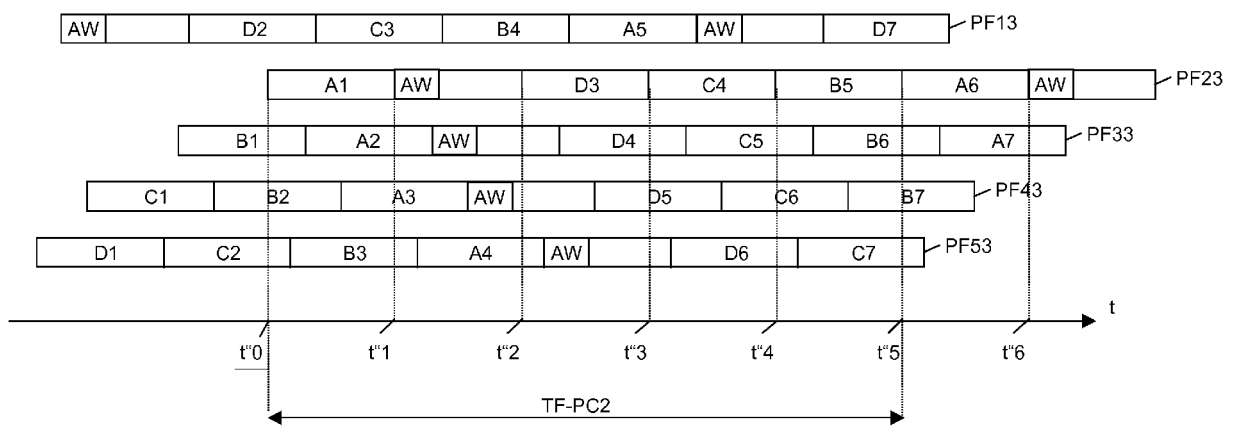 AW D2 C3 B4 A5 AW D7 PF13
A1 AW D3 C4 B5 A6 AW PF23
B1 A2 AW D4 C5 B6 A7 PF33
C1 B2 A3 AW D5 C6 B7 PF43
D1 C2 B3 A4 AW D6 C7 PF53
t
t“0 t“1 t“2 t“3 t“4 t“5 t“6
TF-PC2